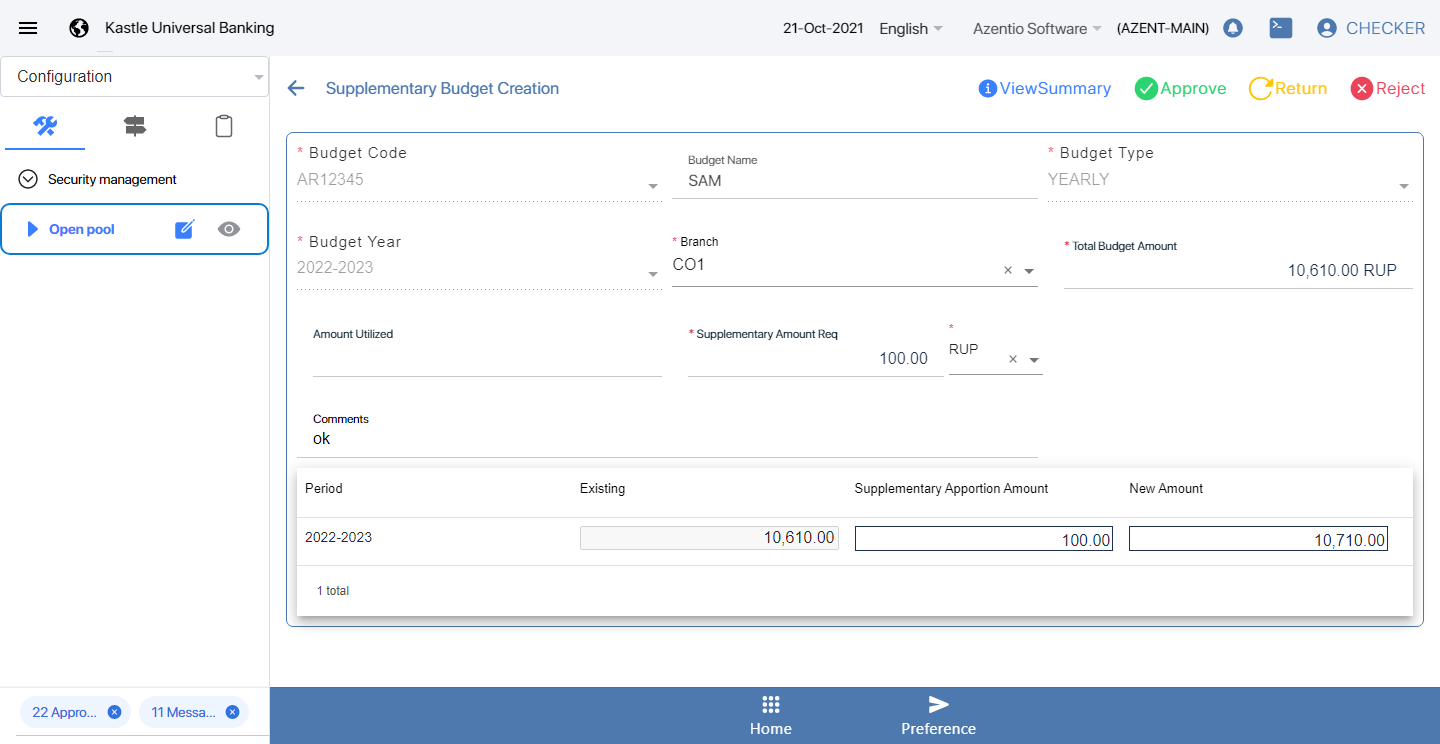 Kastle Universal Banking
21-Oct-2021 English Azentio Software (AZENT-MAIN) CHECKER
Configuration
Security management
Open pool
Supplementary Budget Creation
ViewSummary Approve Return Reject
* Budget Code
AR12345
Budget Name
SAM
* Budget Type
YEARLY
* Budget Year
2022-2023
* Branch
CO1 ×
* Total Budget Amount
10,610.00 RUP
Amount Utilized
* Supplementary Amount Req
100.00
*
RUP ×
Comments
ok
Period Existing Supplementary Apportion Amount New Amount
2022-2023 10,610.00 100.00 10,710.00
1 total
22 Appro... 11 Messa...
Home Preference